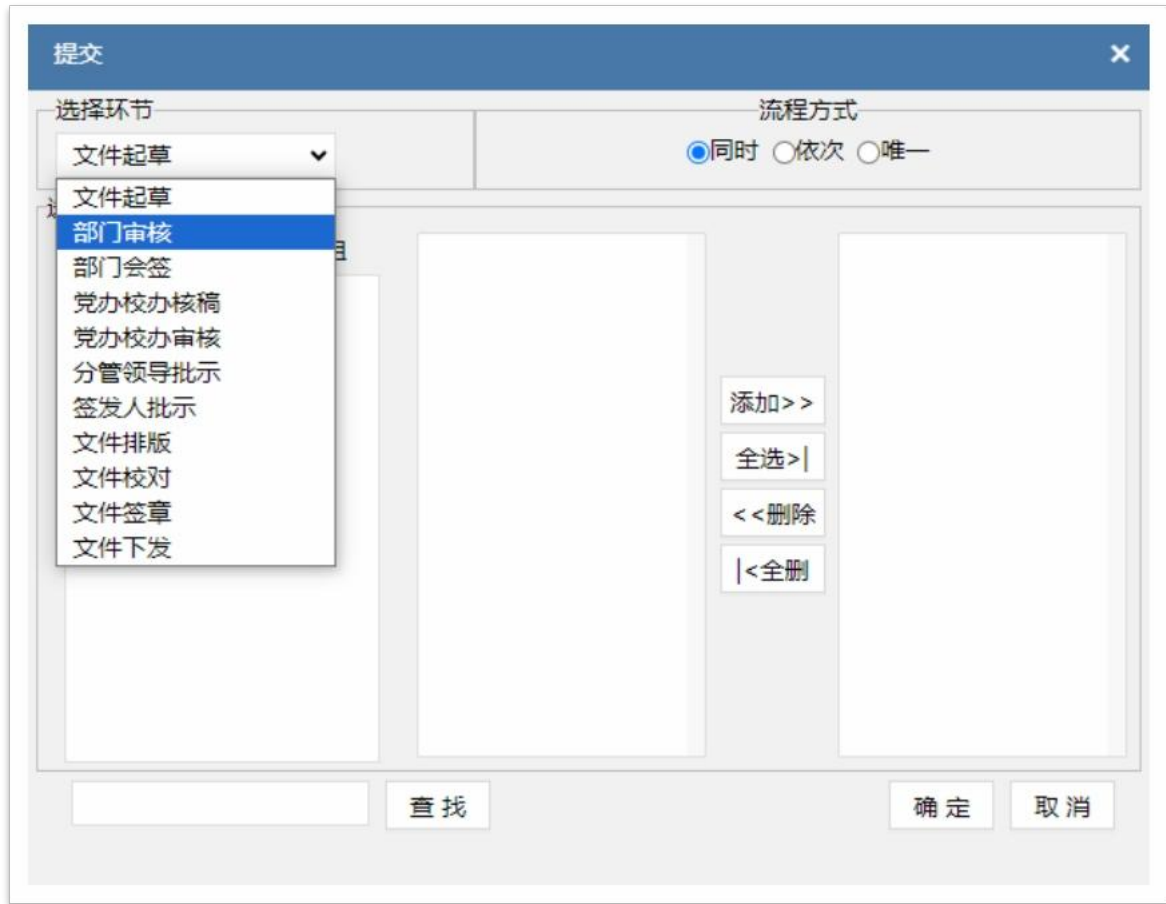 提交
选择环节
流程方式
文件起草
同时 依次 唯一
文件起草
部门审核
部门会签
党办校办核稿
党办校办审核
分管领导批示
签发人批示
文件排版
文件校对
文件签章
文件下发
添加>>
全选>|
<<删除
|<全删
查 找
确 定
取 消